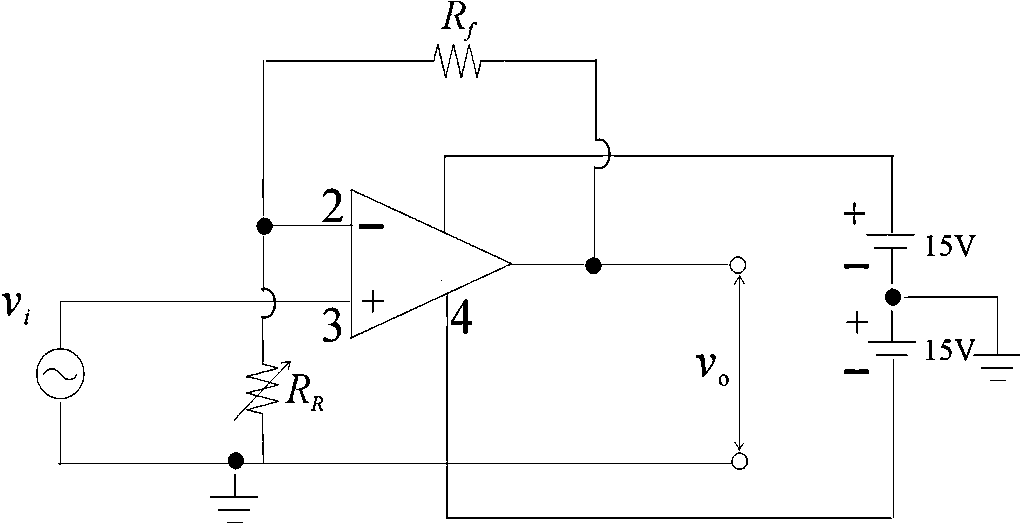 R_f
2
−
+
3
4
v_i
R_R
v_o
+
−
15V
+
−
15V